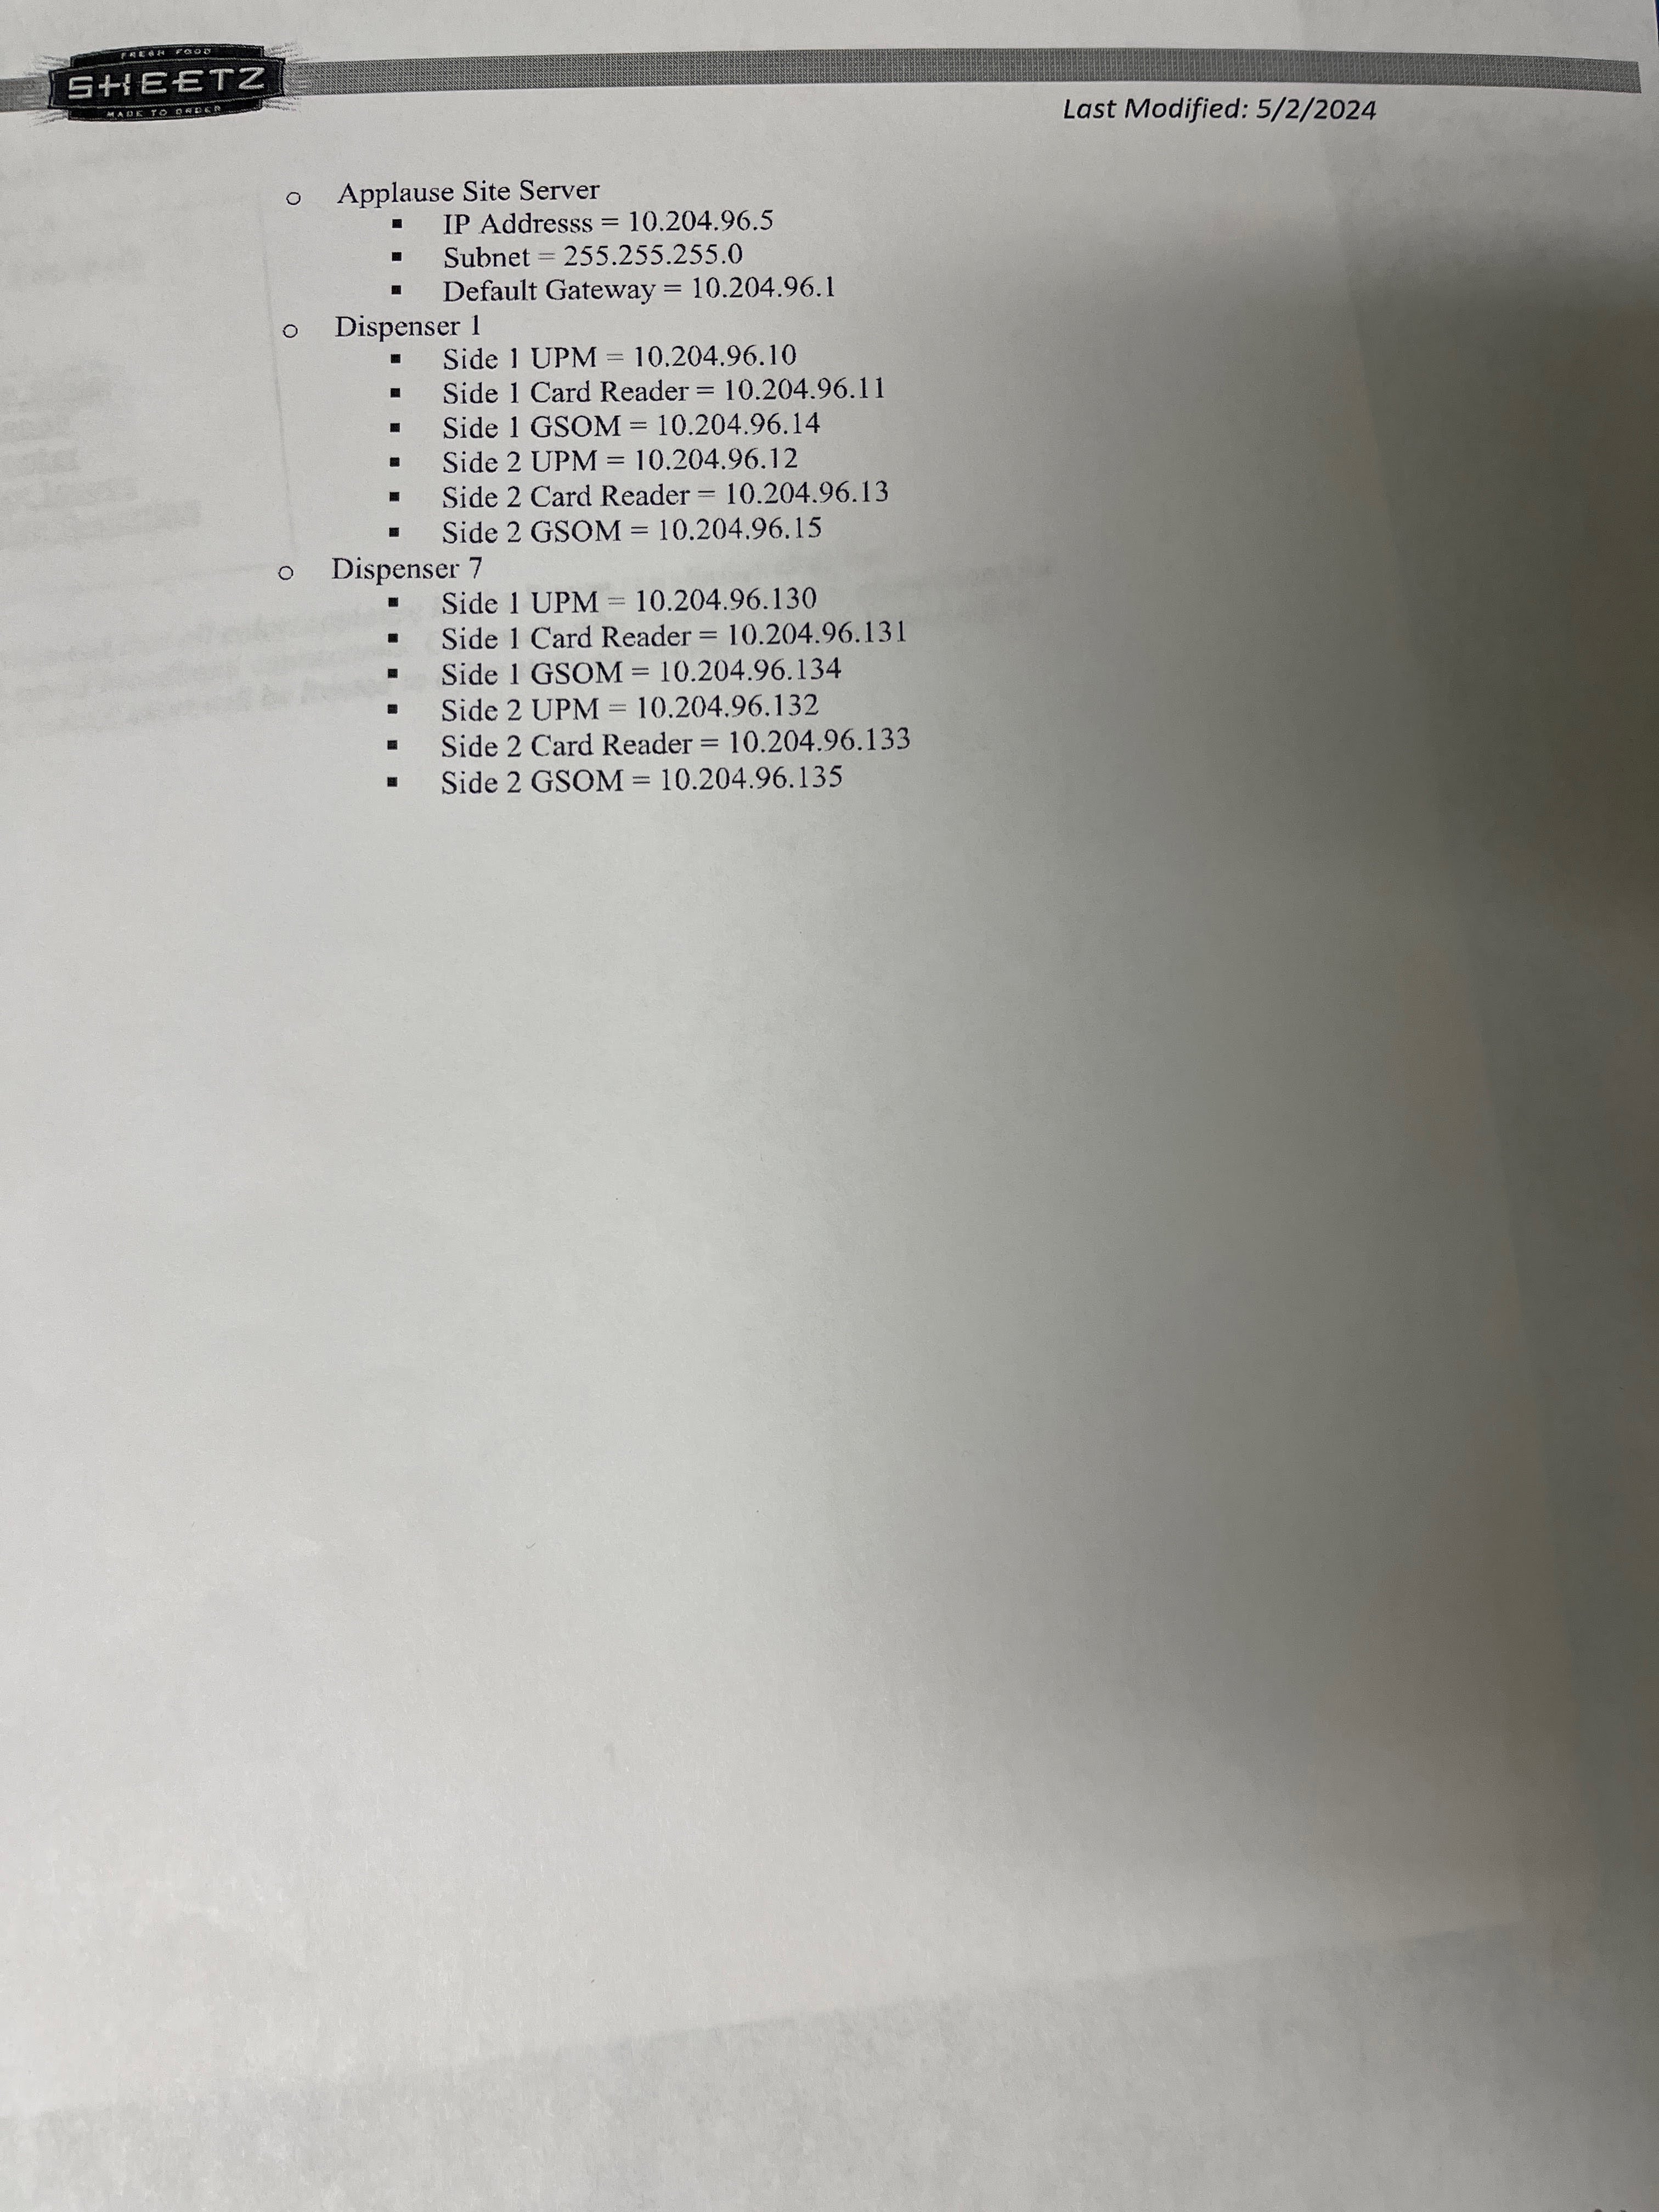 FRESH FOOD
SHEETZ
MADE TO ORDER
Last Modified: 5/2/2024
o Applause Site Server
▪ IP Addresss = 10.204.96.5
▪ Subnet = 255.255.255.0
▪ Default Gateway = 10.204.96.1
o Dispenser 1
▪ Side 1 UPM = 10.204.96.10
▪ Side 1 Card Reader = 10.204.96.11
▪ Side 1 GSOM = 10.204.96.14
▪ Side 2 UPM = 10.204.96.12
▪ Side 2 Card Reader = 10.204.96.13
▪ Side 2 GSOM = 10.204.96.15
o Dispenser 7
▪ Side 1 UPM = 10.204.96.130
▪ Side 1 Card Reader = 10.204.96.131
▪ Side 1 GSOM = 10.204.96.134
▪ Side 2 UPM = 10.204.96.132
▪ Side 2 Card Reader = 10.204.96.133
▪ Side 2 GSOM = 10.204.96.135